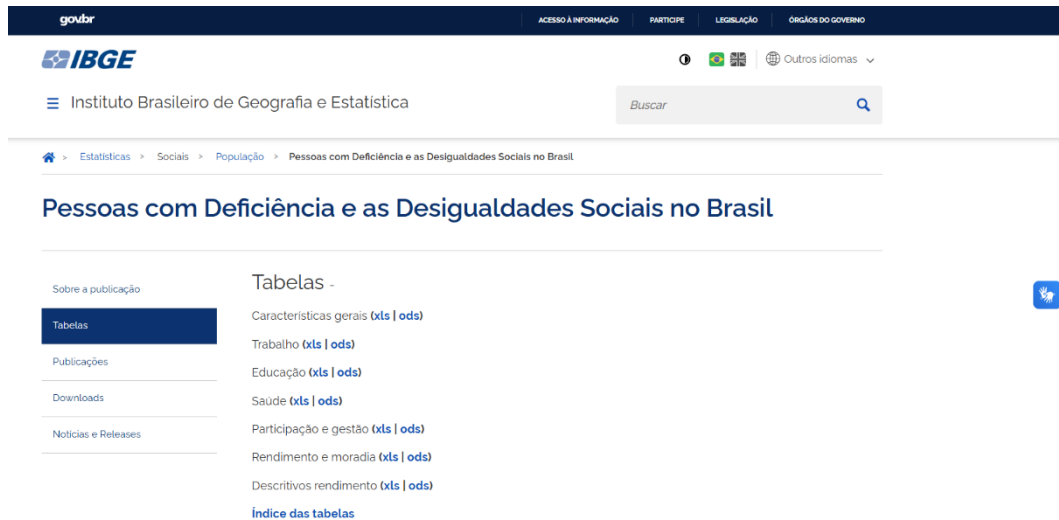 gov.br ACESSO À INFORMAÇÃO PARTICIPE LEGISLAÇÃO ÓRGÃOS DO GOVERNO
IBGE Outros idiomas
Instituto Brasileiro de Geografia e Estatística Buscar
> Estatísticas > Sociais > População > Pessoas com Deficiência e as Desigualdades Sociais no Brasil
Pessoas com Deficiência e as Desigualdades Sociais no Brasil
Sobre a publicação
Tabelas
Publicações
Downloads
Notícias e Releases
Tabelas -
Características gerais (xls | ods)
Trabalho (xls | ods)
Educação (xls | ods)
Saúde (xls | ods)
Participação e gestão (xls | ods)
Rendimento e moradia (xls | ods)
Descritivos rendimento (xls | ods)
Índice das tabelas